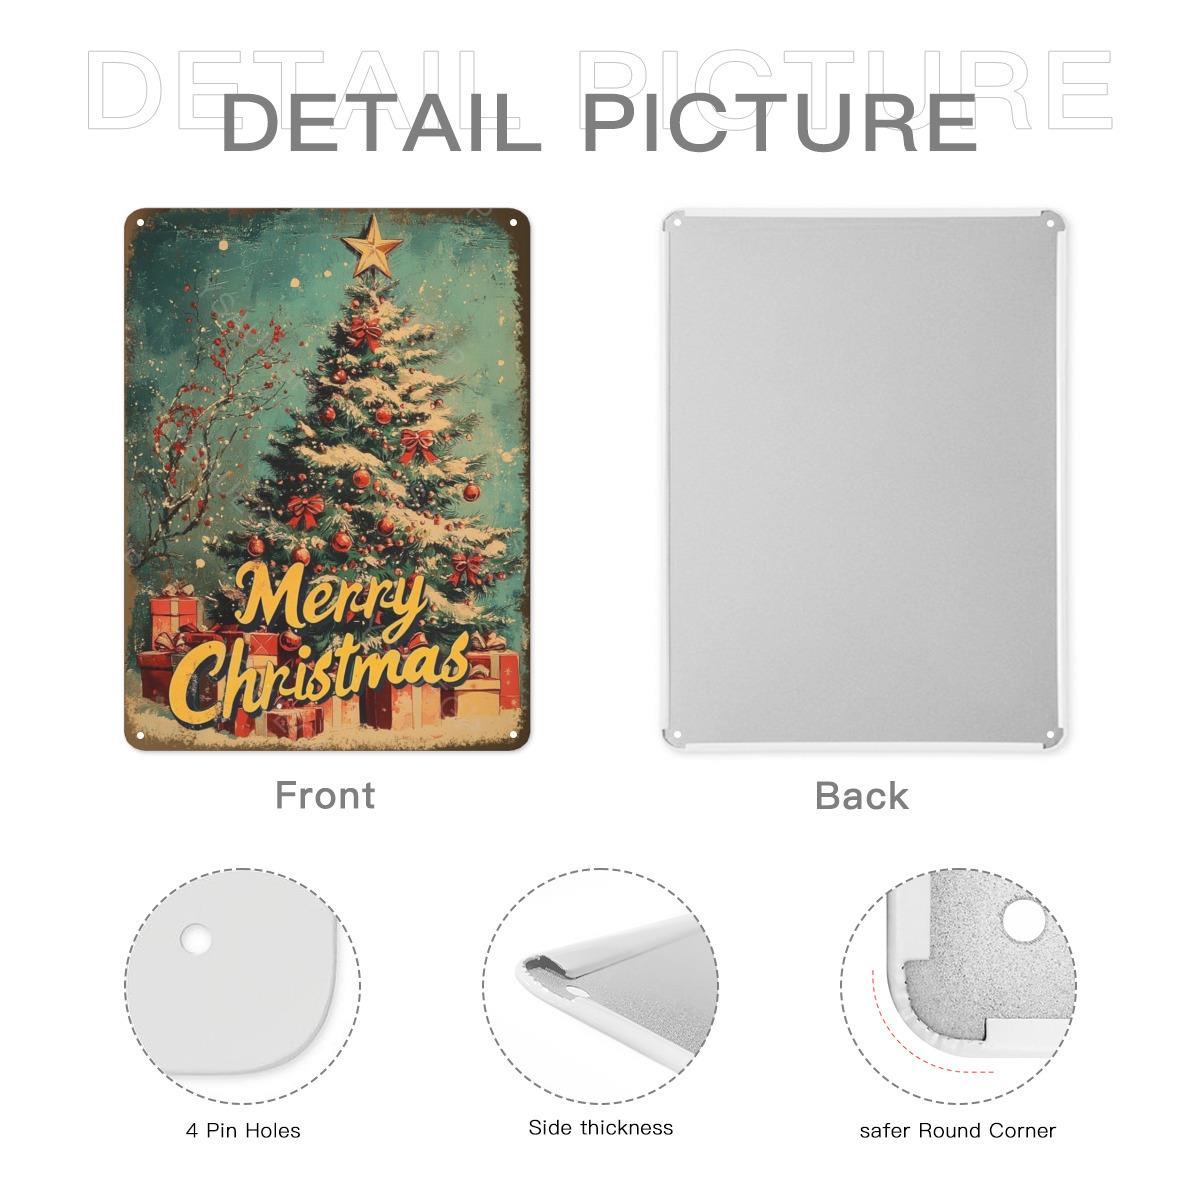 DETAIL PICTURE
DETAIL PICTURE
Merry
Christmas
Front
Back
4 Pin Holes
Side thickness
safer Round Corner